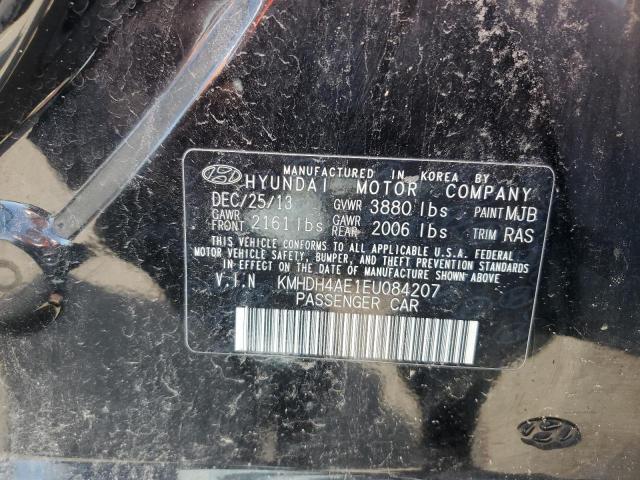 MANUFACTURED IN KOREA BY
HYUNDAI MOTOR COMPANY
DEC/25/13 GVWR 3880 lbs PAINT MJB
GAWR FRONT 2161 lbs GAWR REAR 2006 lbs TRIM RAS
THIS VEHICLE CONFORMS TO ALL APPLICABLE U.S.A. FEDERAL
MOTOR VEHICLE SAFETY, BUMPER, AND THEFT PREVENTION STANDARDS
IN EFFECT ON THE DATE OF MANUFACTURE SHOWN ABOVE.
V.I.N KMHDH4AE1EU084207
PASSENGER CAR